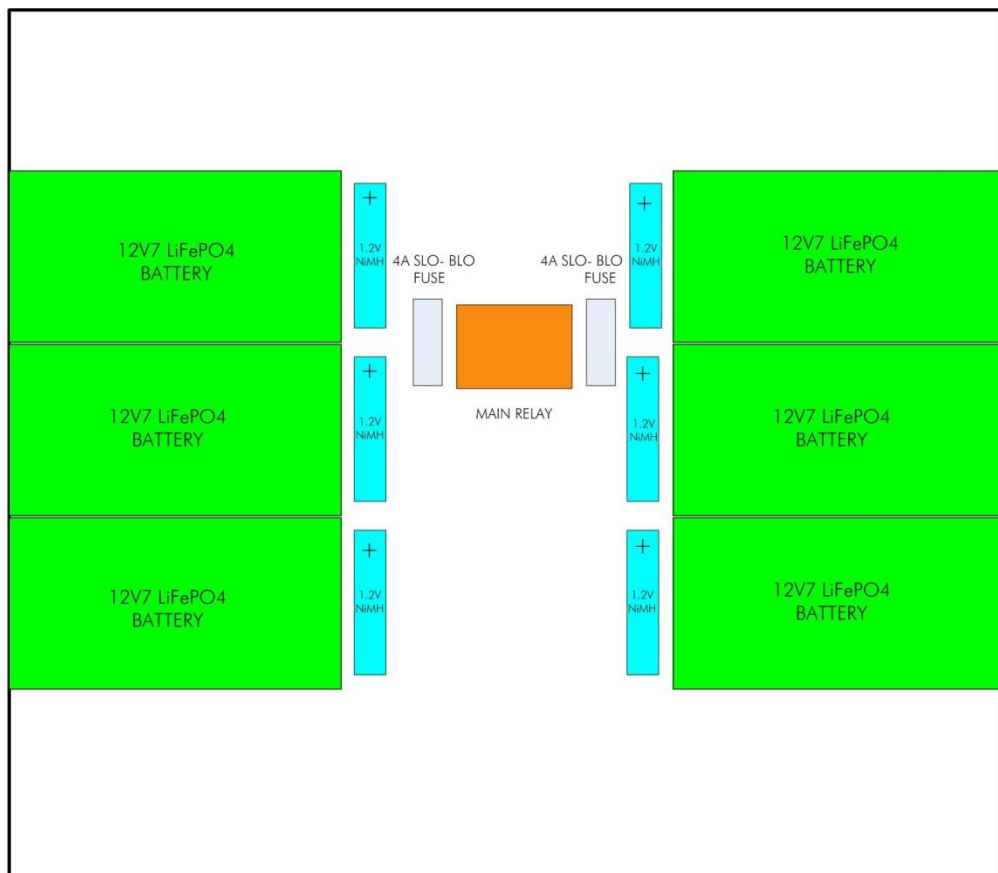 12V7 LiFePO4
BATTERY
+
1.2V
NiMH
4A SLO- BLO
FUSE
4A SLO- BLO
FUSE
+
1.2V
NiMH
12V7 LiFePO4
BATTERY
12V7 LiFePO4
BATTERY
+
1.2V
NiMH
MAIN RELAY
+
1.2V
NiMH
12V7 LiFePO4
BATTERY
12V7 LiFePO4
BATTERY
+
1.2V
NiMH
+
1.2V
NiMH
12V7 LiFePO4
BATTERY